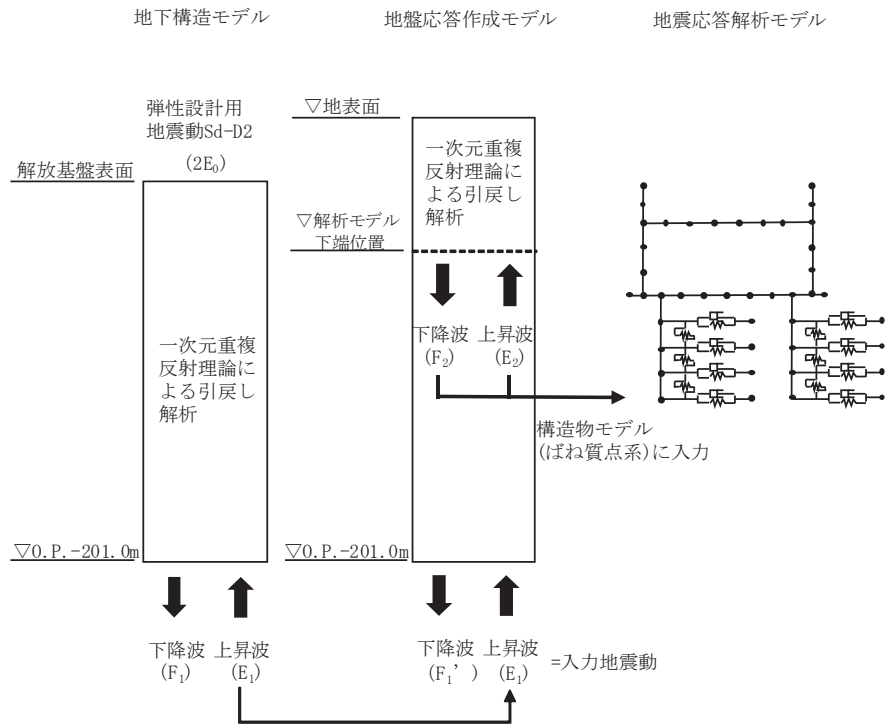 地下構造モデル
地盤応答作成モデル
地震応答解析モデル
弾性設計用
地震動Sd-D2
(2E₀)
解放基盤表面
一次元重複
反射理論に
よる引戻し
解析
▽O.P.-201.0m
下降波
(F₁)
上昇波
(E₁)
▽地表面
一次元重複
反射理論に
よる引戻し
解析
▽解析モデル
下端位置
下降波
(F₂)
上昇波
(E₂)
構造物モデル
(ばね質点系)に入力
▽O.P.-201.0m
下降波
(F₁’)
上昇波
(E₁)
=入力地震動